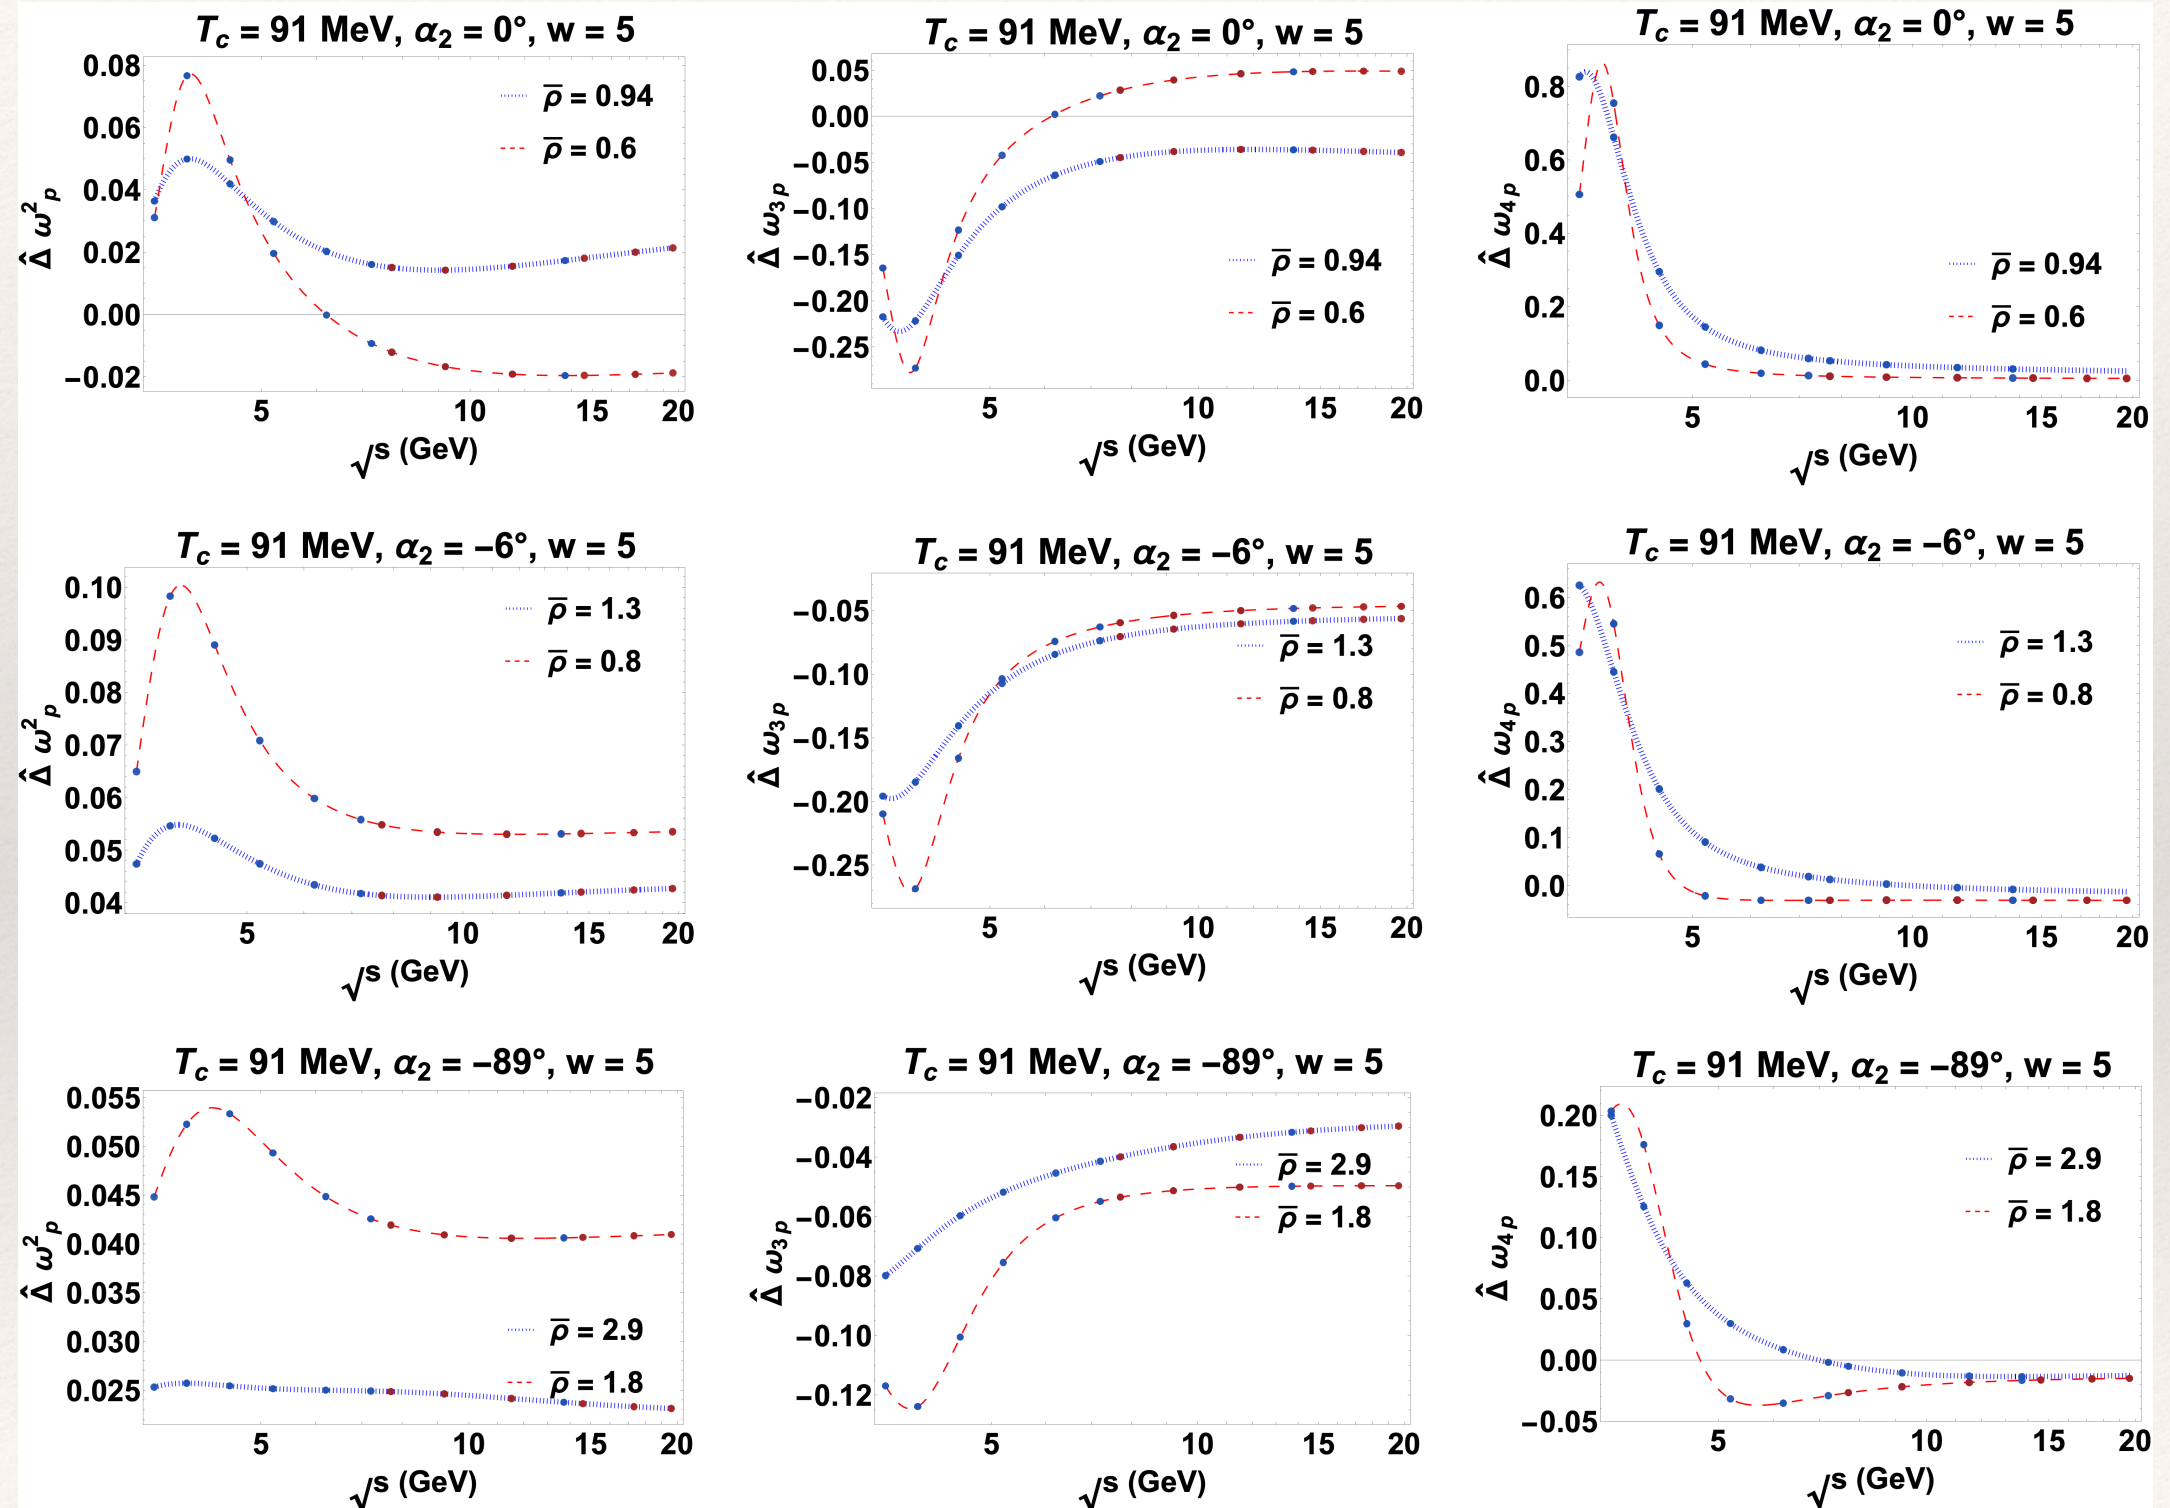 T_c = 91 MeV, α₂ = 0°, w = 5
0.08
0.06
0.04
0.02
0.00
−0.02
Δ̂ ω²_p
ρ̅ = 0.94
ρ̅ = 0.6
5 10 15 20
√s (GeV)
T_c = 91 MeV, α₂ = 0°, w = 5
0.05
0.00
−0.05
−0.10
−0.15
−0.20
−0.25
Δ̂ ω₃ₚ
ρ̅ = 0.94
ρ̅ = 0.6
5 10 15 20
√s (GeV)
T_c = 91 MeV, α₂ = 0°, w = 5
0.8
0.6
0.4
0.2
0.0
Δ̂ ω₄ₚ
ρ̅ = 0.94
ρ̅ = 0.6
5 10 15 20
√s (GeV)
T_c = 91 MeV, α₂ = −6°, w = 5
0.10
0.09
0.08
0.07
0.06
0.05
0.04
Δ̂ ω²_p
ρ̅ = 1.3
ρ̅ = 0.8
5 10 15 20
√s (GeV)
T_c = 91 MeV, α₂ = −6°, w = 5
−0.05
−0.10
−0.15
−0.20
−0.25
Δ̂ ω₃ₚ
ρ̅ = 1.3
ρ̅ = 0.8
5 10 15 20
√s (GeV)
T_c = 91 MeV, α₂ = −6°, w = 5
0.6
0.5
0.4
0.3
0.2
0.1
0.0
Δ̂ ω₄ₚ
ρ̅ = 1.3
ρ̅ = 0.8
5 10 15 20
√s (GeV)
T_c = 91 MeV, α₂ = −89°, w = 5
0.055
0.050
0.045
0.040
0.035
0.030
0.025
Δ̂ ω²_p
ρ̅ = 2.9
ρ̅ = 1.8
5 10 15 20
√s (GeV)
T_c = 91 MeV, α₂ = −89°, w = 5
−0.02
−0.04
−0.06
−0.08
−0.10
−0.12
Δ̂ ω₃ₚ
ρ̅ = 2.9
ρ̅ = 1.8
5 10 15 20
√s (GeV)
T_c = 91 MeV, α₂ = −89°, w = 5
0.20
0.15
0.10
0.05
0.00
−0.05
Δ̂ ω₄ₚ
ρ̅ = 2.9
ρ̅ = 1.8
5 10 15 20
√s (GeV)